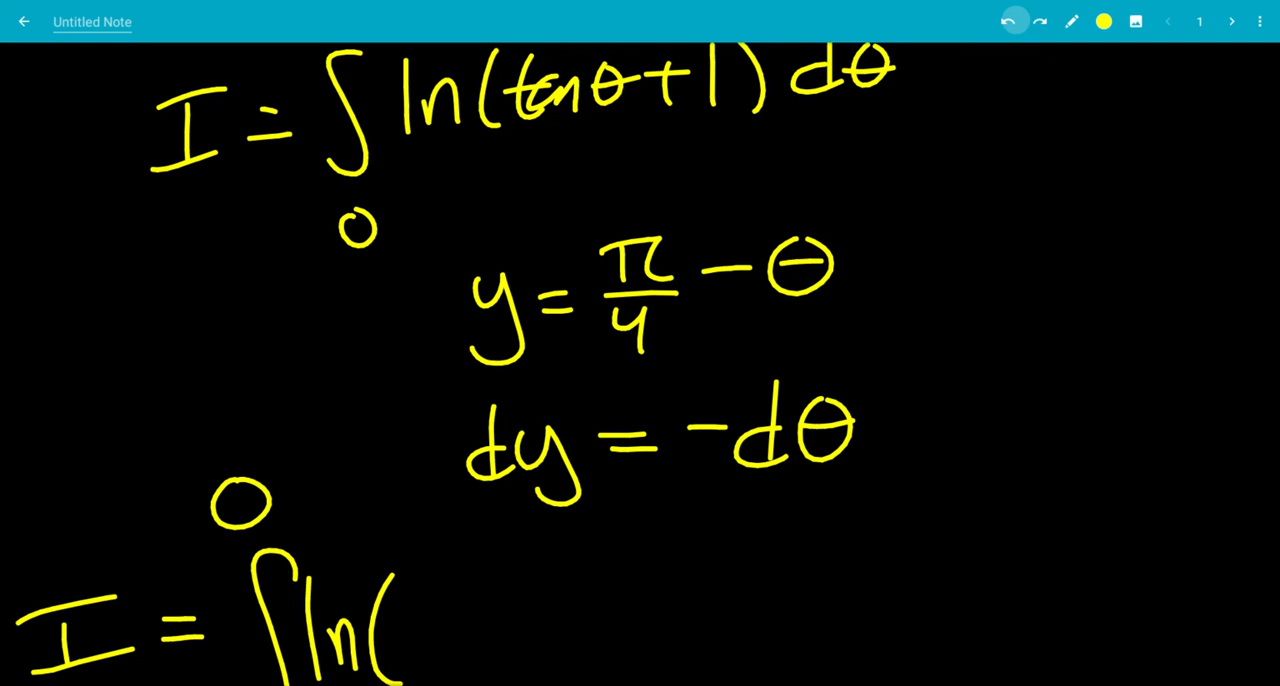 Untitled Note 1
I = ∫ ln(tanθ+1) dθ
0
y = π/4 - θ
dy = -dθ
0
I = ∫ ln(